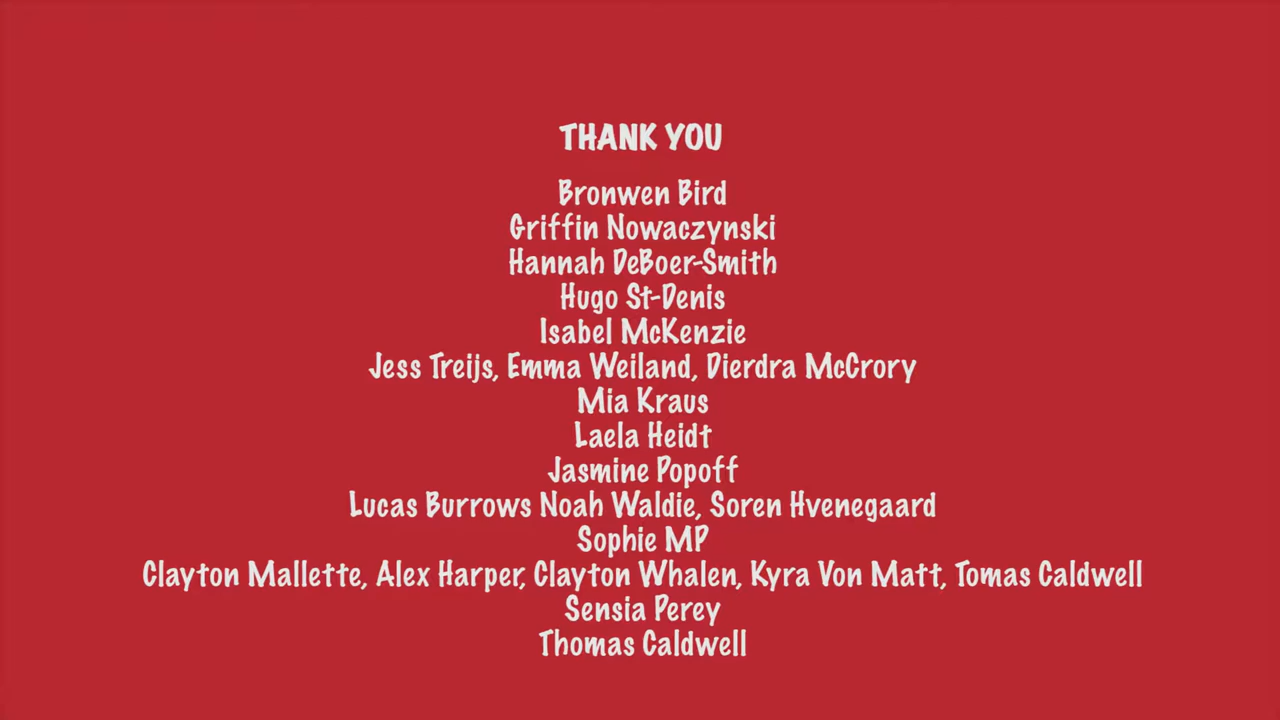 THANK YOU
Bronwen Bird
Griffin Nowaczynski
Hannah DeBoer-Smith
Hugo St-Denis
Isabel McKenzie
Jess Treijs, Emma Weiland, Dierdra McCrory
Mia Kraus
Laela Heidt
Jasmine Popoff
Lucas Burrows Noah Waldie, Soren Hvenegaard
Sophie MP
Clayton Mallette, Alex Harper, Clayton Whalen, Kyra Von Matt, Tomas Caldwell
Sensia Perey
Thomas Caldwell